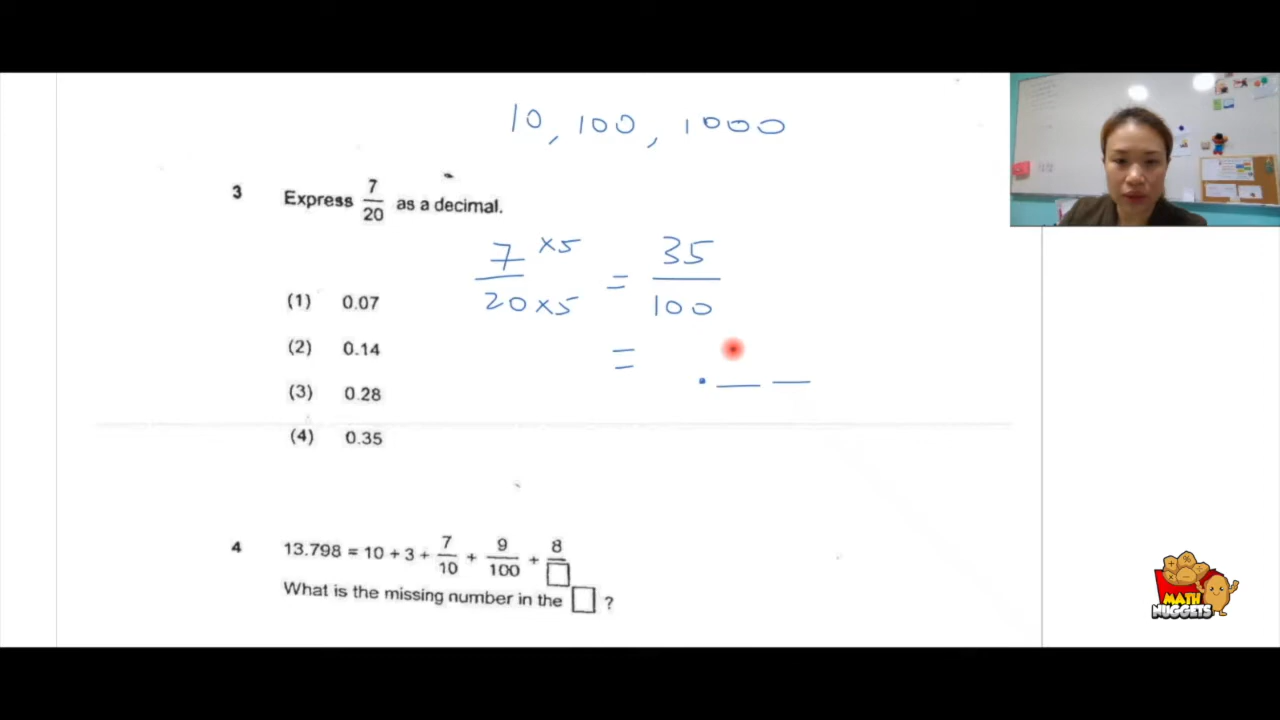 10, 100, 1000
3 Express 7/20 as a decimal.
7 ×5 / 20 ×5 = 35/100
= . _ _
(1) 0.07
(2) 0.14
(3) 0.28
(4) 0.35
4 13.798 = 10 + 3 + 7/10 + 9/100 + 8/□
What is the missing number in the □ ?
MATH
NUGGETS